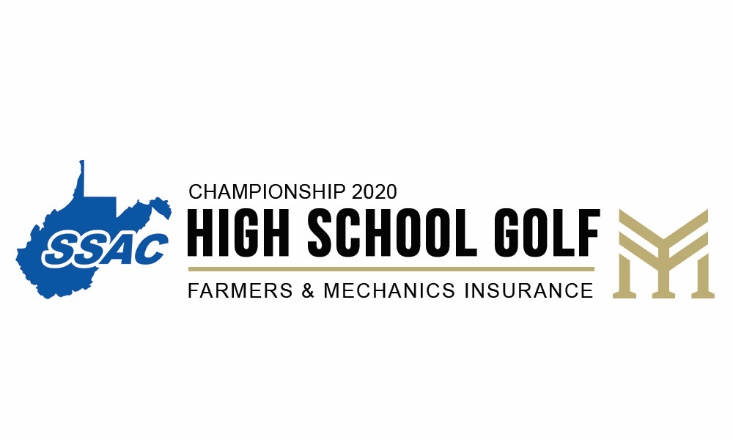 SSAC
CHAMPIONSHIP 2020
HIGH SCHOOL GOLF
FARMERS & MECHANICS INSURANCE